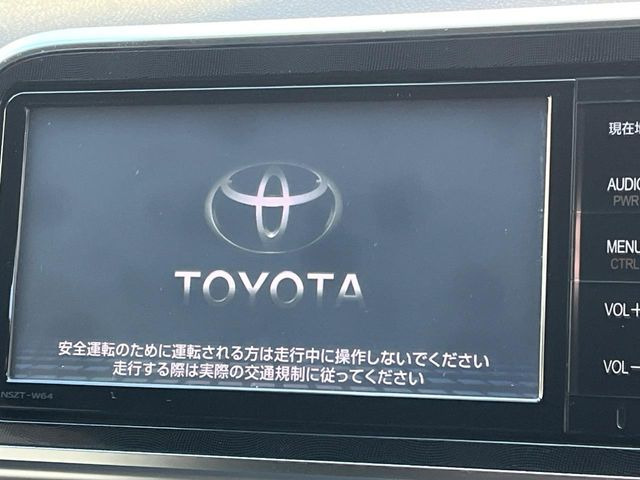 TOYOTA
安全運転のために運転される方は走行中に操作しないでください
走行する際は実際の交通規制に従ってください
NSZT-W64
現在地
AUDIO
PWR
MENU
CTRL
VOL+
VOL-